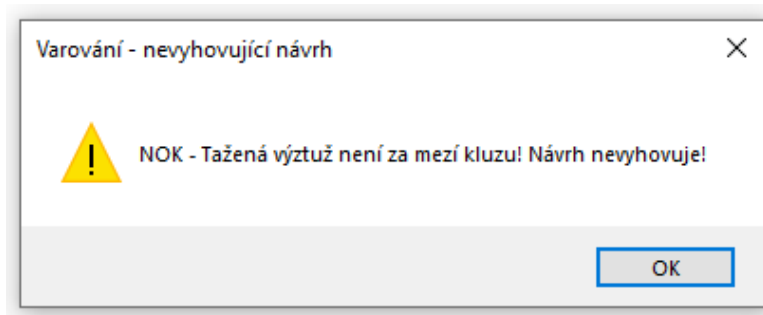 Varování - nevyhovující návrh
NOK - Tažená výztuž není za mezí kluzu! Návrh nevyhovuje!
OK